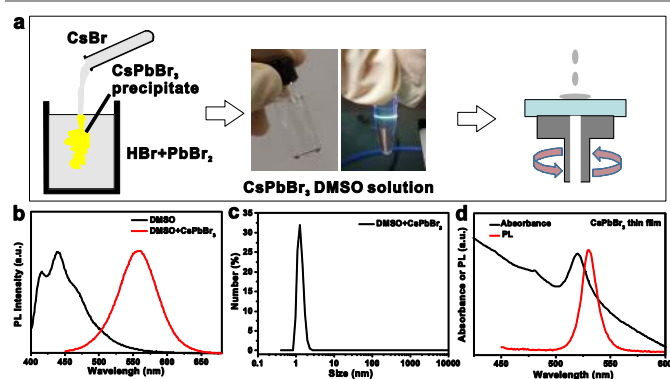 a
CsBr
CsPbBr₃
precipitate
HBr+PbBr₂
CsPbBr₃ DMSO solution
b
DMSO
DMSO+CsPbBr₃
PL Intensity (a.u.)
400 450 500 550 600 650
Wavelengh (nm)
c
DMSO+CsPbBr₃
Number (%)
35
30
25
20
15
10
5
0
0.1 1 10 100 1000 10000
Size (nm)
d
Absorbance
PL
CsPbBr₃ thin film
Absorbance or PL (a.u.)
450 500 550 600
Wavelength (nm)